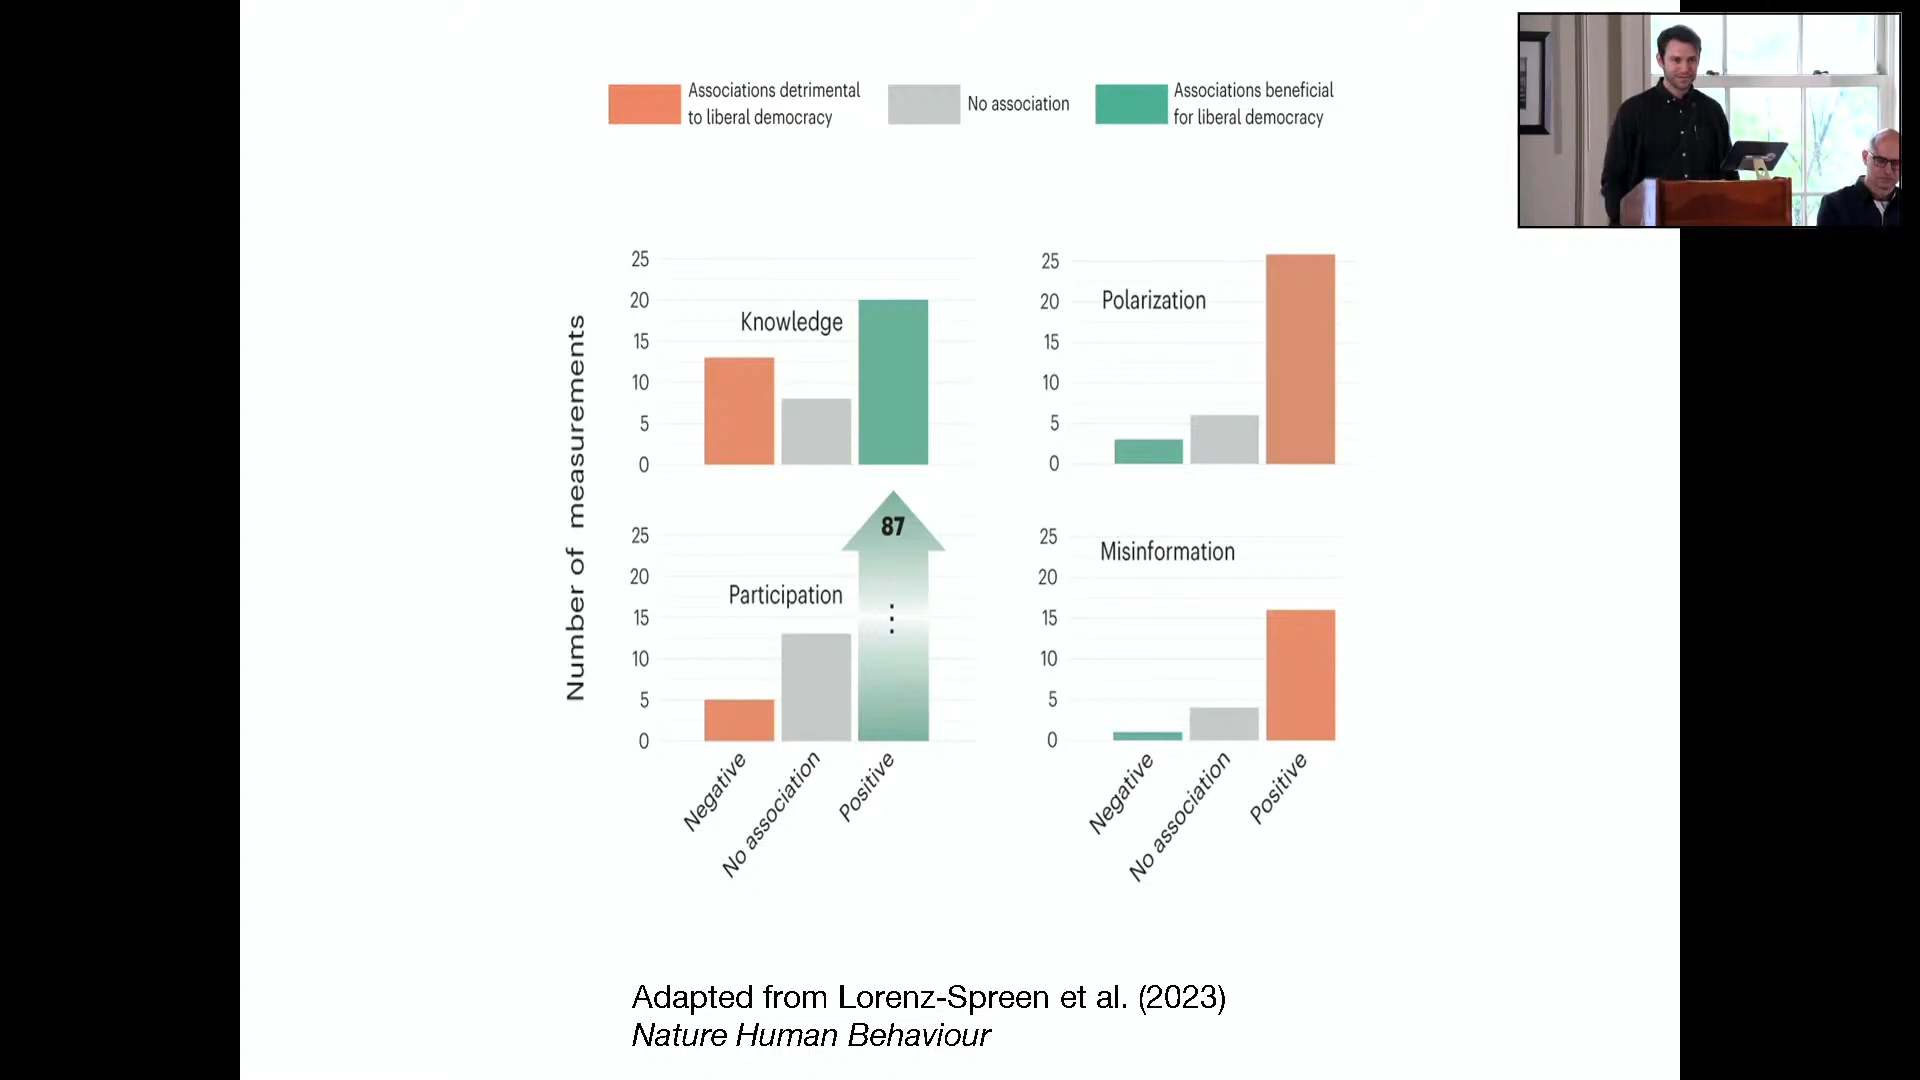 Associations detrimental
to liberal democracy
No association
Associations beneficial
for liberal democracy
Number of measurements
25
20
15
10
5
0
Knowledge
25
20
15
10
5
0
Polarization
25
20
15
10
5
0
Participation
87
⋮
Negative
No association
Positive
25
20
15
10
5
0
Misinformation
Negative
No association
Positive
Adapted from Lorenz-Spreen et al. (2023)
Nature Human Behaviour